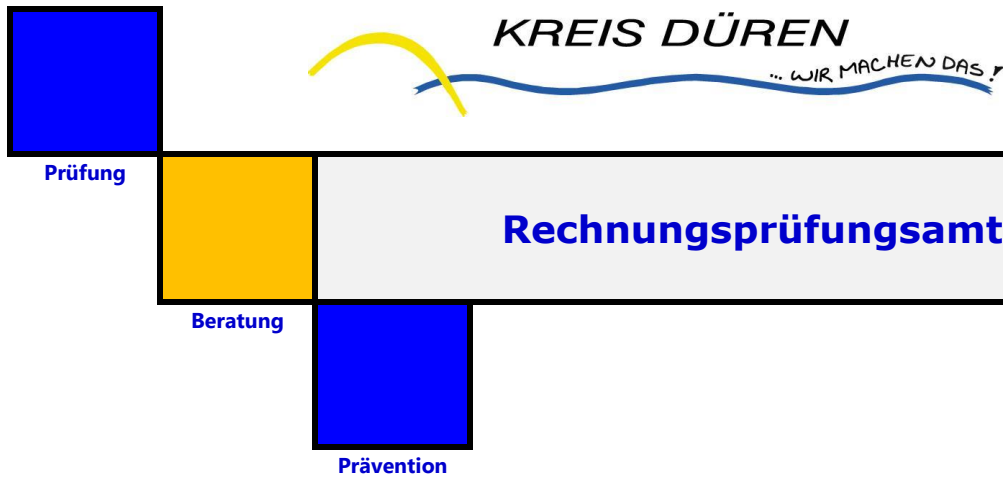 KREIS DÜREN
... WIR MACHEN DAS !
Prüfung
Rechnungsprüfungsamt
Beratung
Prävention